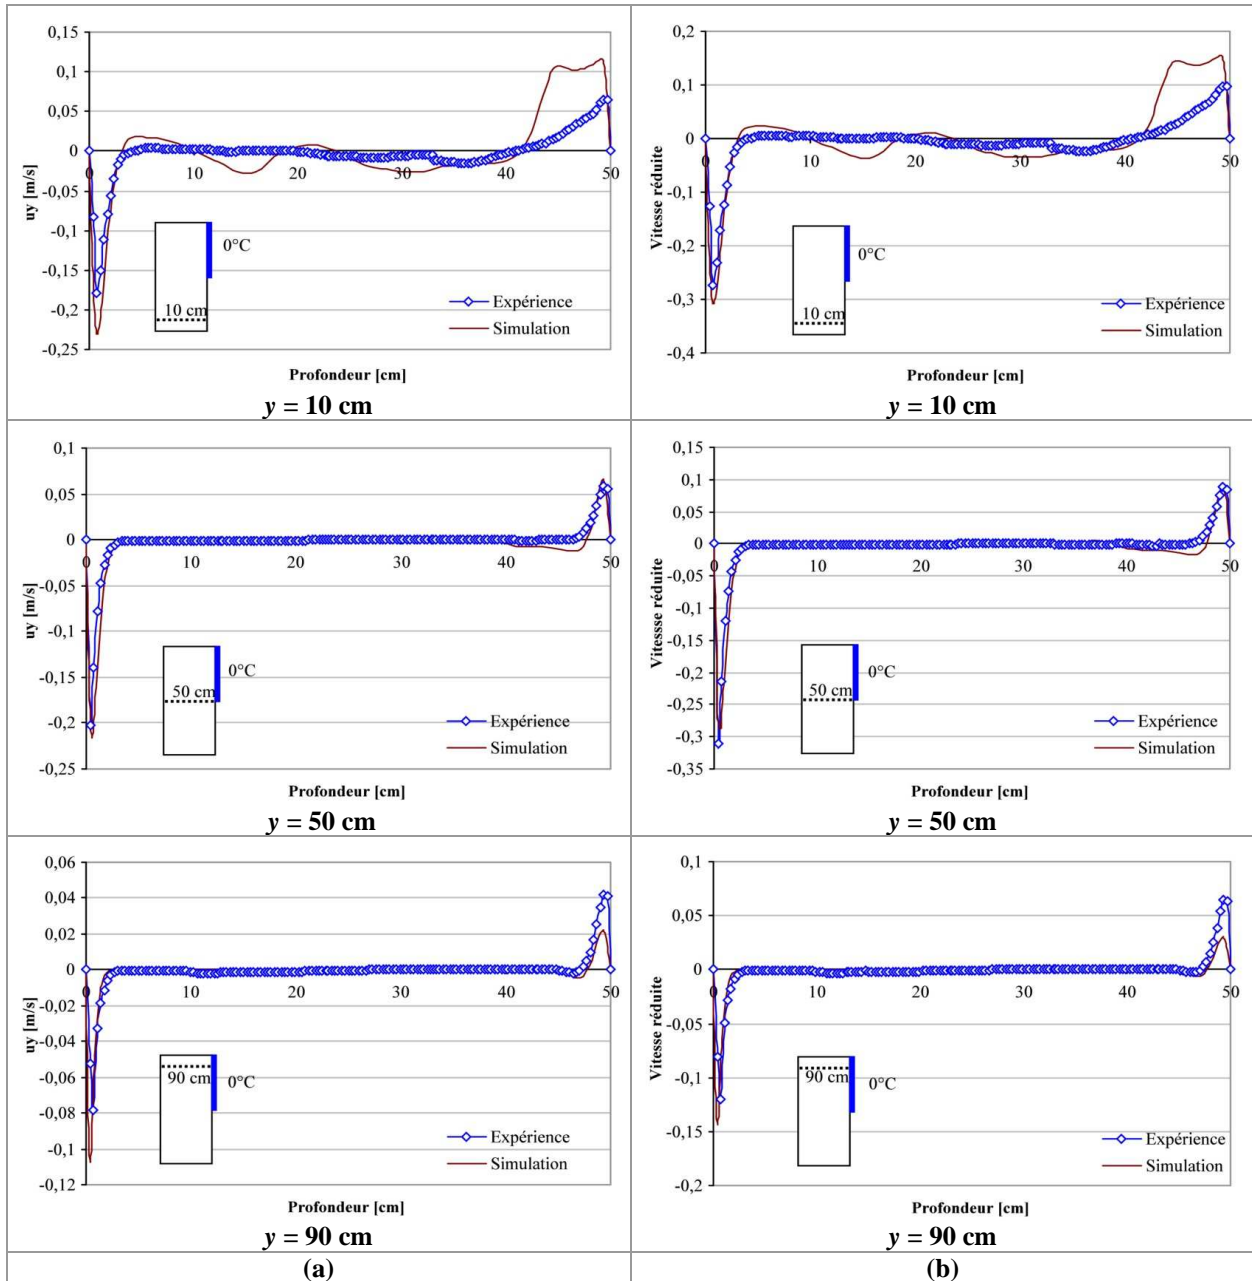 0,15
0,1
0,05
0
-0,05
-0,1
-0,15
-0,2
-0,25
0 10 20 30 40 50
uy [m/s]
0°C
10 cm
Expérience
Simulation
Profondeur [cm]
y = 10 cm
0,2
0,1
0
-0,1
-0,2
-0,3
-0,4
0 10 20 30 40 50
Vitesse réduite
0°C
10 cm
Expérience
Simulation
Profondeur [cm]
y = 10 cm
0,1
0,05
0
-0,05
-0,1
-0,15
-0,2
-0,25
0 10 20 30 40 50
uy [m/s]
0°C
50 cm
Expérience
Simulation
Profondeur [cm]
y = 50 cm
0,15
0,1
0,05
0
-0,05
-0,1
-0,15
-0,2
-0,25
-0,3
-0,35
0 10 20 30 40 50
Vitessse réduite
0°C
50 cm
Expérience
Simulation
Profondeur [cm]
y = 50 cm
0,06
0,04
0,02
0
-0,02
-0,04
-0,06
-0,08
-0,1
-0,12
0 10 20 30 40 50
uy [m/s]
90 cm
0°C
Expérience
Simulation
Profondeur [cm]
y = 90 cm
0,1
0,05
0
-0,05
-0,1
-0,15
-0,2
0 10 20 30 40 50
Vitesse réduite
90 cm
0°C
Expérience
Simulation
Profondeur [cm]
y = 90 cm
(a)
(b)